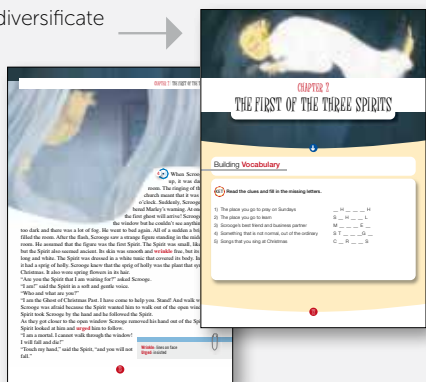 diversificate
CHAPTER 2
THE FIRST OF THE THREE SPIRITS
Building Vocabulary
KET Read the clues and fill in the missing letters.
1) The place you go to pray on Sundays _ H _ _ _ H
2) The place you go to learn S _ H _ _ L
3) Scrooge's best friend and business partner M _ _ _ E _
4) Something that is not normal, out of the ordinary S T _ _ _ G _
5) Songs that you sing at Christmas C _ R _ _ S
CHAPTER 2 THE FIRST OF THE
When Scroo
up, it was da
room. The ringing of th
church meant that it was
o'clock. Suddenly, Scrooge
bered Marley's warning. At on
the first ghost will arrive! Scrooge
the window but he couldn't see anythi
too dark and there was a lot of fog. He went to bed again. All of a sudden a bl
filled the room. After the flash, Scrooge saw a strange figure standing in the mid
room. He assumed that the figure was the first Spirit. The Spirit was small, lik
but the Spirit also seemed ancient. Its skin was smooth and wrinkle free, but its
long and white. The Spirit was dressed in a white tunic that covered its body. In
it had a sprig of holly. Scrooge knew that the sprig of holly was the plant that sy
Christmas. It also wore spring flowers in its hair.
"Are you the Spirit that I am waiting for?" asked Scrooge.
"I am!" said the Spirit in a soft and gentle voice.
"Who and what are you?"
"I am the Ghost of Christmas Past. I have come to help you. Stand! And walk w
Scrooge was afraid because the Spirit wanted him to walk out of the open wind
Spirit took Scrooge by the hand and he followed the Spirit.
As they got closer to the open window Scrooge removed his hand out of the Spi
Spirit looked at him and urged him to follow.
"I am a mortal. I cannot walk through the window!
I will fall and die!"
"Touch my hand," said the Spirit, "and you will not
fall."
Wrinkle: lines on face
Urged: insisted